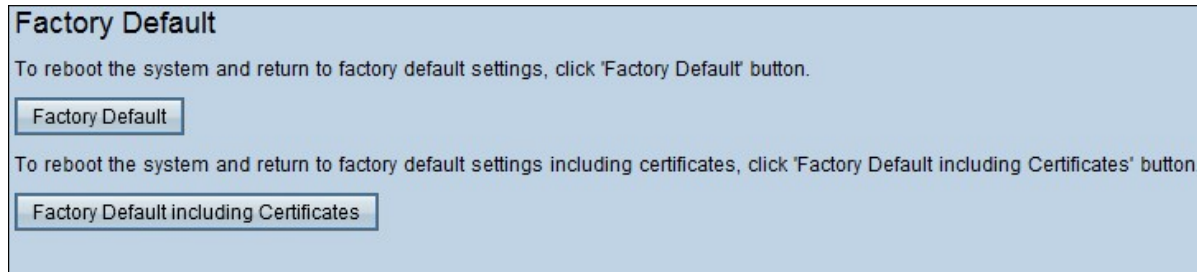 Factory Default
To reboot the system and return to factory default settings, click 'Factory Default' button.
Factory Default
To reboot the system and return to factory default settings including certificates, click 'Factory Default including Certificates' button.
Factory Default including Certificates